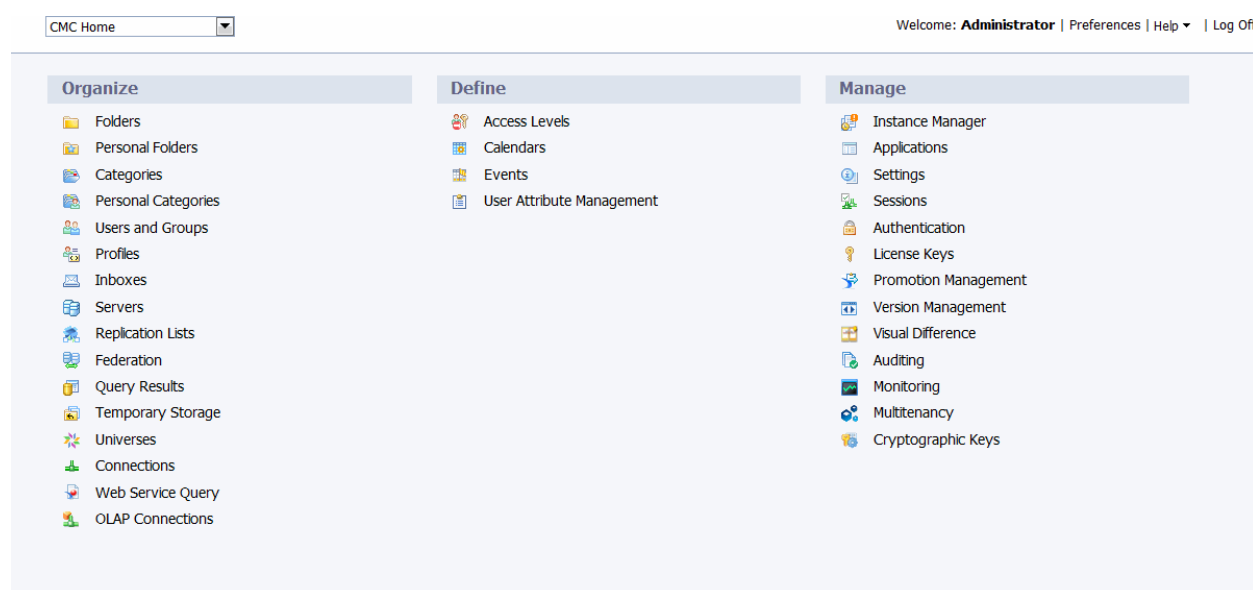 CMC Home
Welcome: Administrator | Preferences | Help | Log Off
Organize
Folders
Personal Folders
Categories
Personal Categories
Users and Groups
Profiles
Inboxes
Servers
Replication Lists
Federation
Query Results
Temporary Storage
Universes
Connections
Web Service Query
OLAP Connections
Define
Access Levels
Calendars
Events
User Attribute Management
Manage
Instance Manager
Applications
Settings
Sessions
Authentication
License Keys
Promotion Management
Version Management
Visual Difference
Auditing
Monitoring
Multitenancy
Cryptographic Keys